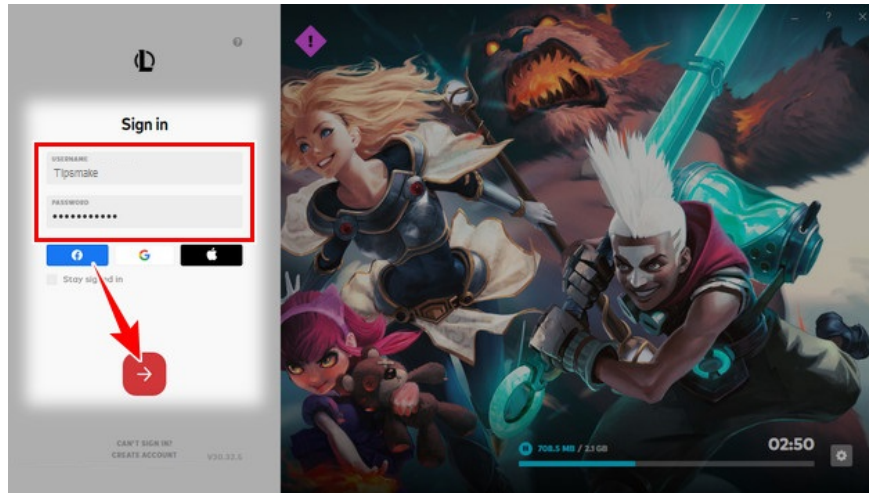 ?
Sign in
USERNAME
Tipsmake
PASSWORD
•••••••••••
G
Stay signed in
CAN'T SIGN IN?
CREATE ACCOUNT
V30.33.6
!
– ? ×
708.5 MB / 2.1 GB
02:50